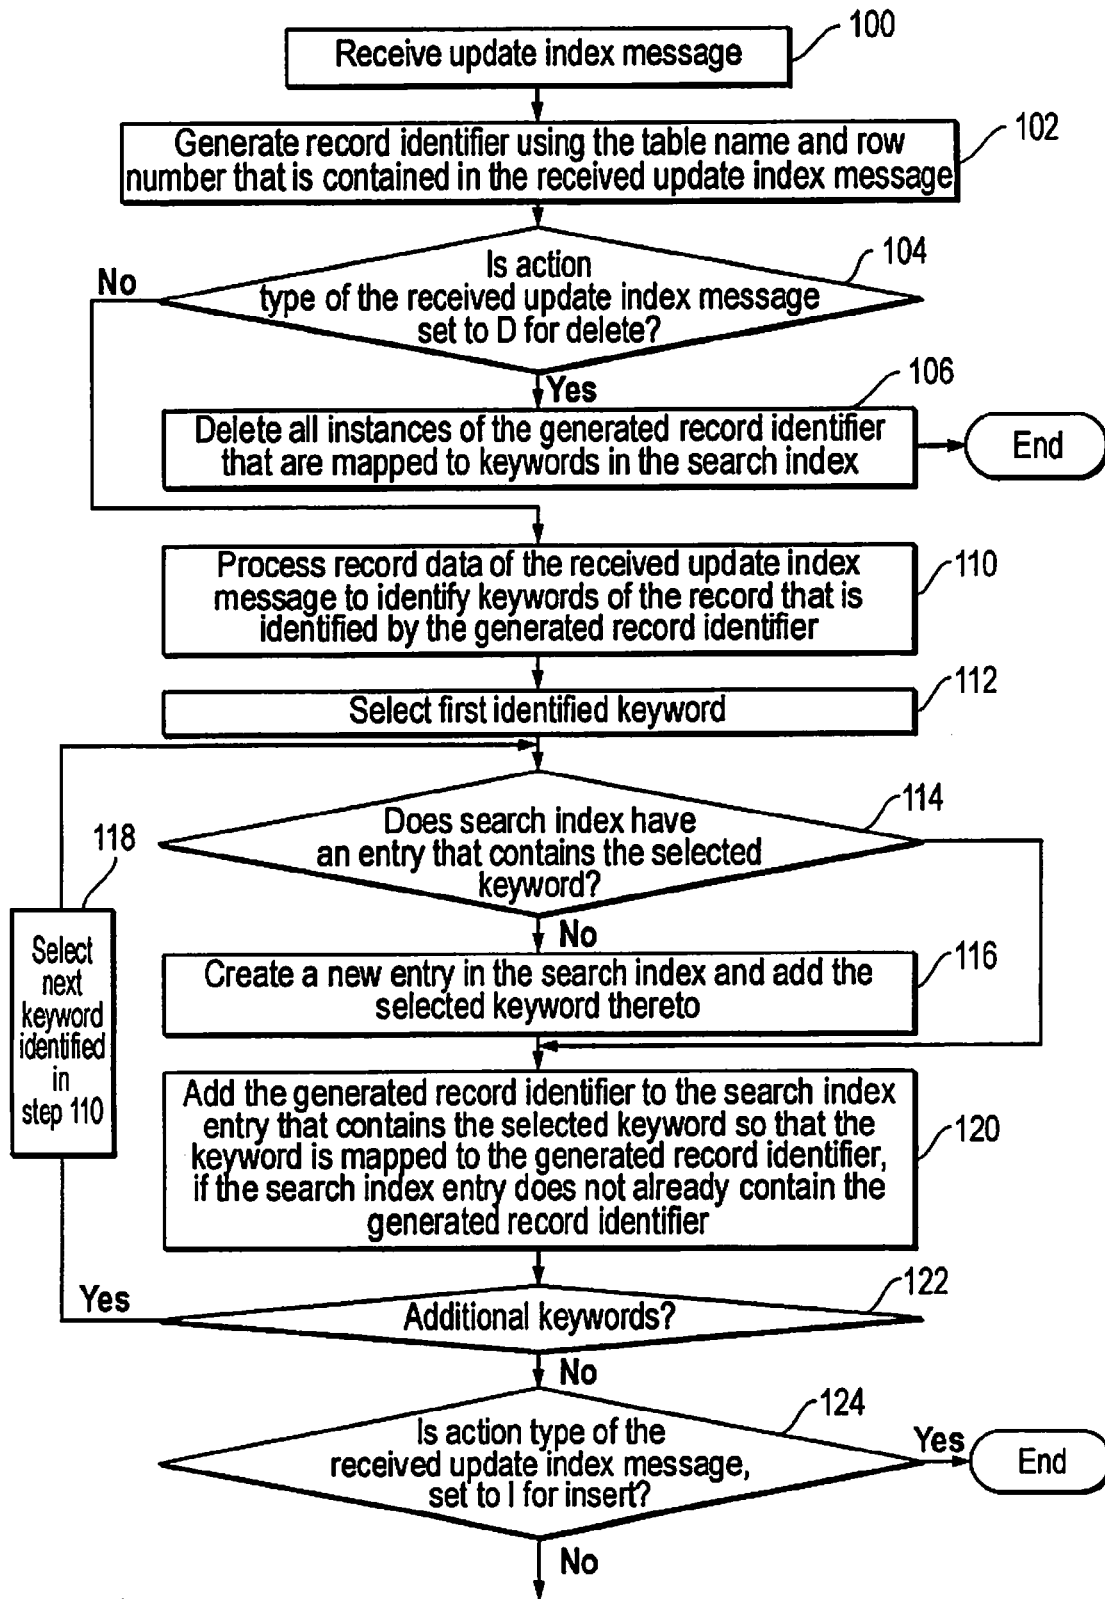 100
Receive update index message
102
Generate record identifier using the table name and row
number that is contained in the received update index message
104
Is action
type of the received update index message
set to D for delete?
No
Yes
106
Delete all instances of the generated record identifier
that are mapped to keywords in the search index
End
Process record data of the received update index
message to identify keywords of the record that is
identified by the generated record identifier
110
112
Select first identified keyword
114
Does search index have
an entry that contains the selected
keyword?
118
Select
next
keyword
identified
in
step 110
No
Create a new entry in the search index and add the
selected keyword thereto
116
Add the generated record identifier to the search index
entry that contains the selected keyword so that the
keyword is mapped to the generated record identifier,
if the search index entry does not already contain the
generated record identifier
120
122
Yes
Additional keywords?
No
124
Is action type of the
received update index message,
set to I for insert?
Yes
End
No